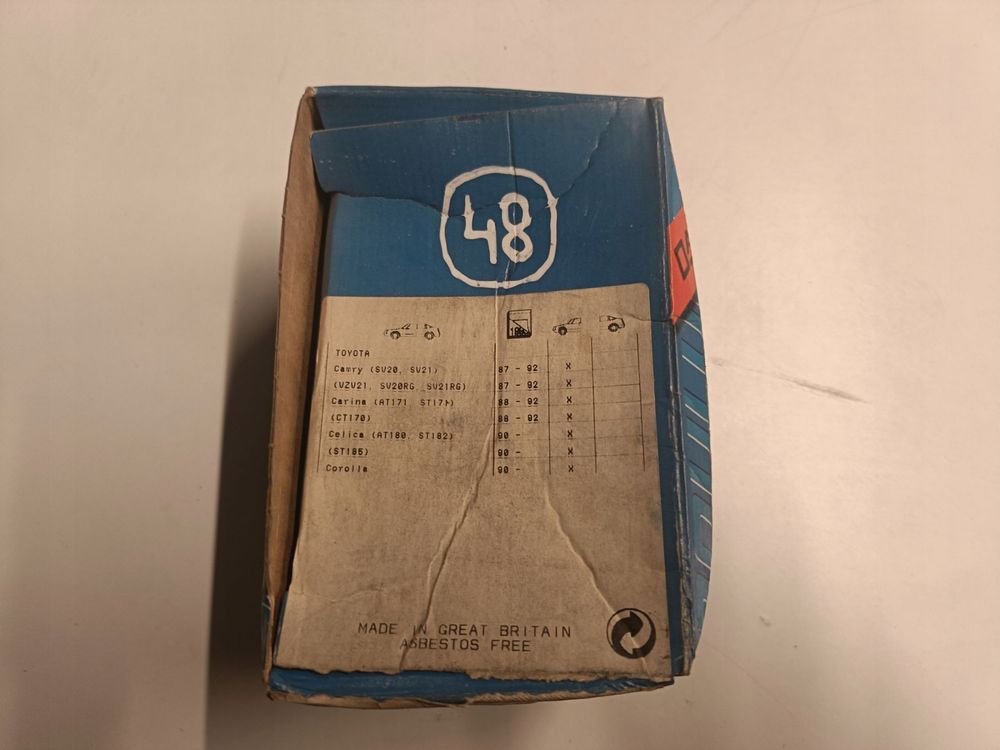 48
TOYOTA
Camry (SV20, SV21) 87 - 92 X
(VZV21, SV20RG, SV21RG) 87 - 92 X
Carina (AT171, ST171) 88 - 92 X
(CT170) 88 - 92 X
Celica (AT180, ST182) 90 - X
(ST185) 90 - X
Corolla 90 - X
MADE IN GREAT BRITAIN
ASBESTOS FREE